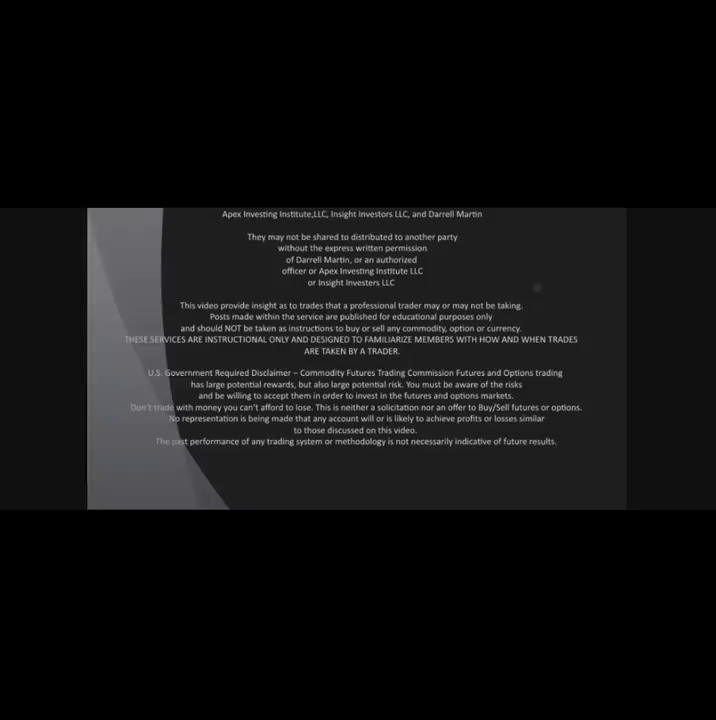 Apex Investing Institute,LLC, Insight Investors LLC, and Darrell Martin
They may not be shared to distributed to another party
without the express written permission
of Darrell Martin, or an authorized
officer or Apex Investing Institute LLC
or Insight Investers LLC
This video provide insight as to trades that a professional trader may or may not be taking.
Posts made within the service are published for educational purposes only
and should NOT be taken as instructions to buy or sell any commodity, option or currency.
THESE SERVICES ARE INSTRUCTIONAL ONLY AND DESIGNED TO FAMILIARIZE MEMBERS WITH HOW AND WHEN TRADES
ARE TAKEN BY A TRADER.
U.S. Government Required Disclaimer – Commodity Futures Trading Commission Futures and Options trading
has large potential rewards, but also large potential risk. You must be aware of the risks
and be willing to accept them in order to invest in the futures and options markets.
Don't trade with money you can't afford to lose. This is neither a solicitation nor an offer to Buy/Sell futures or options.
No representation is being made that any account will or is likely to achieve profits or losses similar
to those discussed on this video.
The past performance of any trading system or methodology is not necessarily indicative of future results.